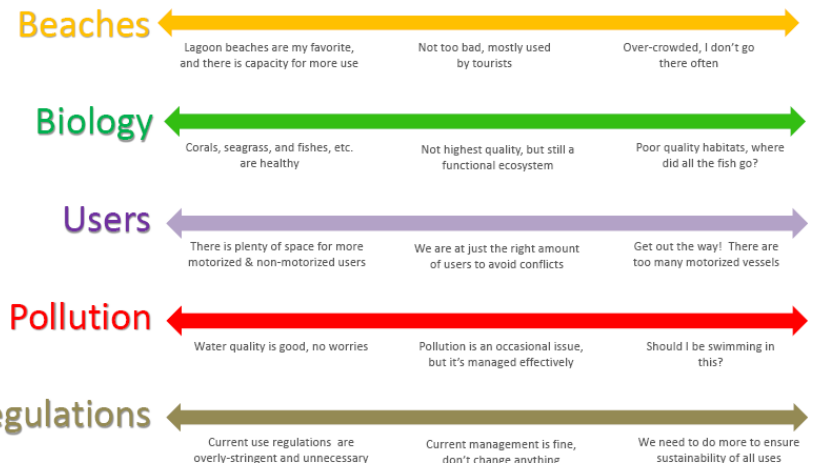 Beaches
Lagoon beaches are my favorite,
and there is capacity for more use
Not too bad, mostly used
by tourists
Over-crowded, I don't go
there often
Biology
Corals, seagrass, and fishes, etc.
are healthy
Not highest quality, but still a
functional ecosystem
Poor quality habitats, where
did all the fish go?
Users
There is plenty of space for more
motorized & non-motorized users
We are at just the right amount
of users to avoid conflicts
Get out the way!  There are
too many motorized vessels
Pollution
Water quality is good, no worries
Pollution is an occasional issue,
but it's managed effectively
Should I be swimming in
this?
egulations
Current use regulations  are
overly-stringent and unnecessary
Current management is fine,
don't change anything
We need to do more to ensure
sustainability of all uses